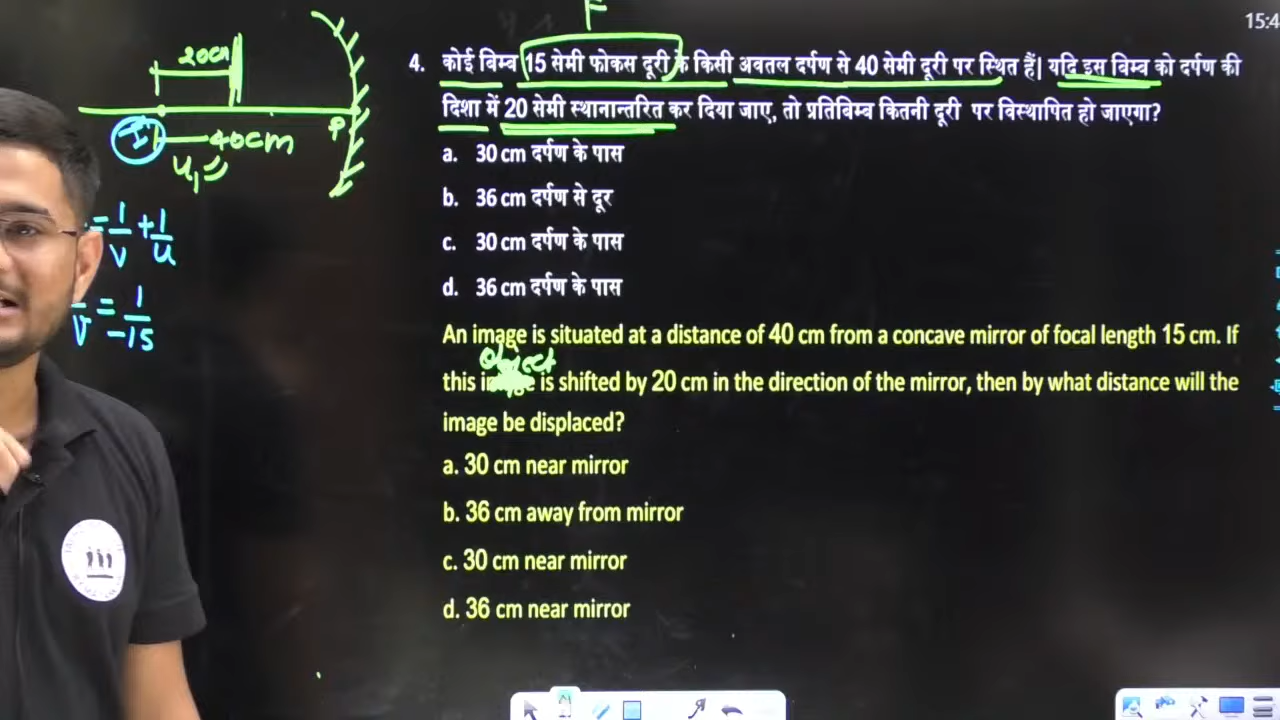 15:4
F
20cm
P
I 40cm
u₁
= 1/v + 1/u
1/v = 1/-15
4. कोई बिम्ब 15 सेमी फोकस दूरी के किसी अवतल दर्पण से 40 सेमी दूरी पर स्थित हैं| यदि इस बिम्ब को दर्पण की
दिशा में 20 सेमी स्थानान्तरित कर दिया जाए, तो प्रतिबिम्ब कितनी दूरी पर विस्थापित हो जाएगा?
a. 30 cm दर्पण के पास
b. 36 cm दर्पण से दूर
c. 30 cm दर्पण के पास
d. 36 cm दर्पण के पास
An image is situated at a distance of 40 cm from a concave mirror of focal length 15 cm. If
object
this image is shifted by 20 cm in the direction of the mirror, then by what distance will the
image be displaced?
a. 30 cm near mirror
b. 36 cm away from mirror
c. 30 cm near mirror
d. 36 cm near mirror